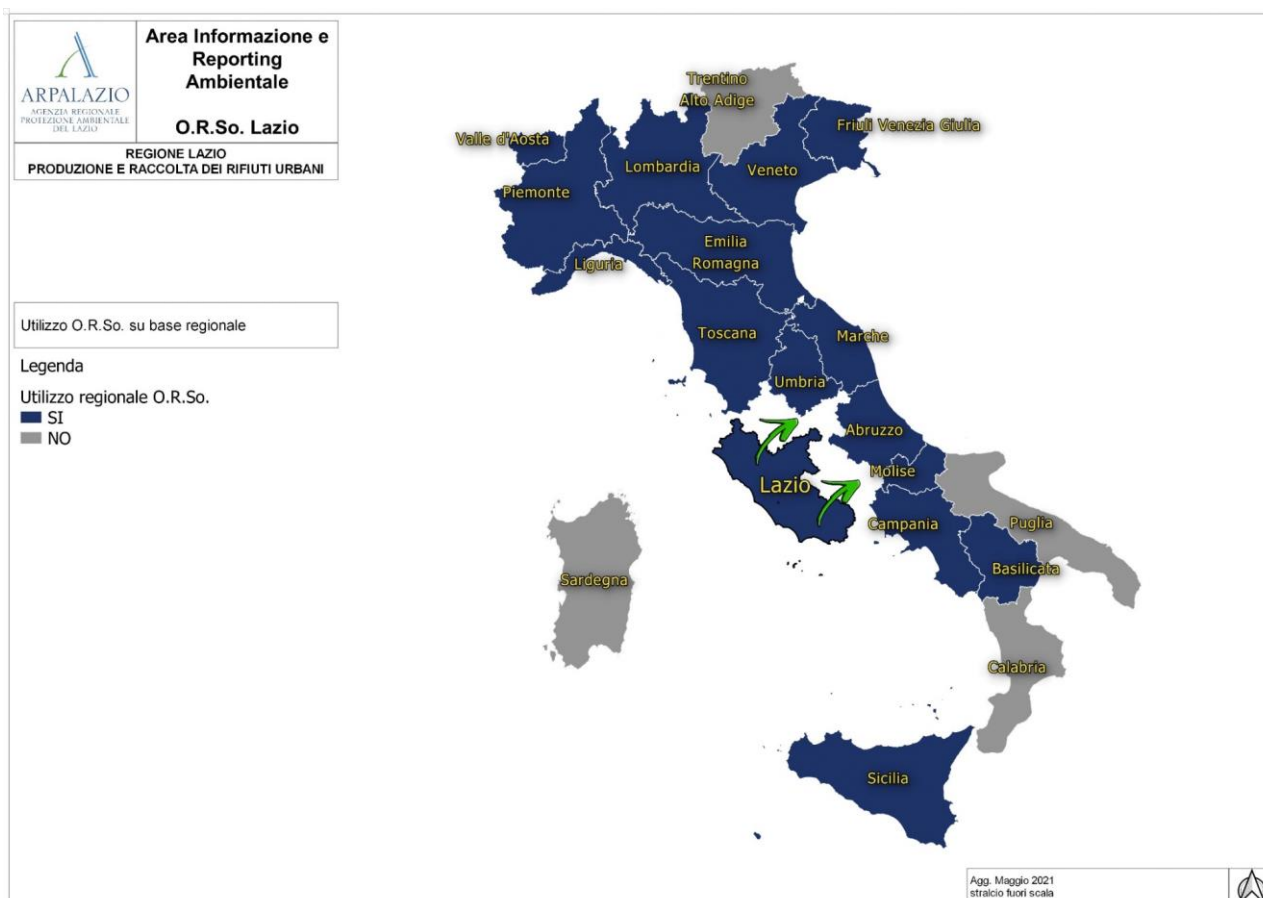 ARPALAZIO
AGENZIA REGIONALE
PROTEZIONE AMBIENTALE
DEL LAZIO
Area Informazione e
Reporting
Ambientale
O.R.So. Lazio
REGIONE LAZIO
PRODUZIONE E RACCOLTA DEI RIFIUTI URBANI
Utilizzo O.R.So. su base regionale
Legenda
Utilizzo regionale O.R.So.
SI
NO
Trentino
Alto Adige
Friuli Venezia Giulia
Valle d'Aosta
Lombardia
Veneto
Piemonte
Emilia
Romagna
Liguria
Toscana
Marche
Umbria
Abruzzo
Molise
Lazio
Campania
Puglia
Basilicata
Sardegna
Calabria
Sicilia
Agg. Maggio 2021
stralcio fuori scala